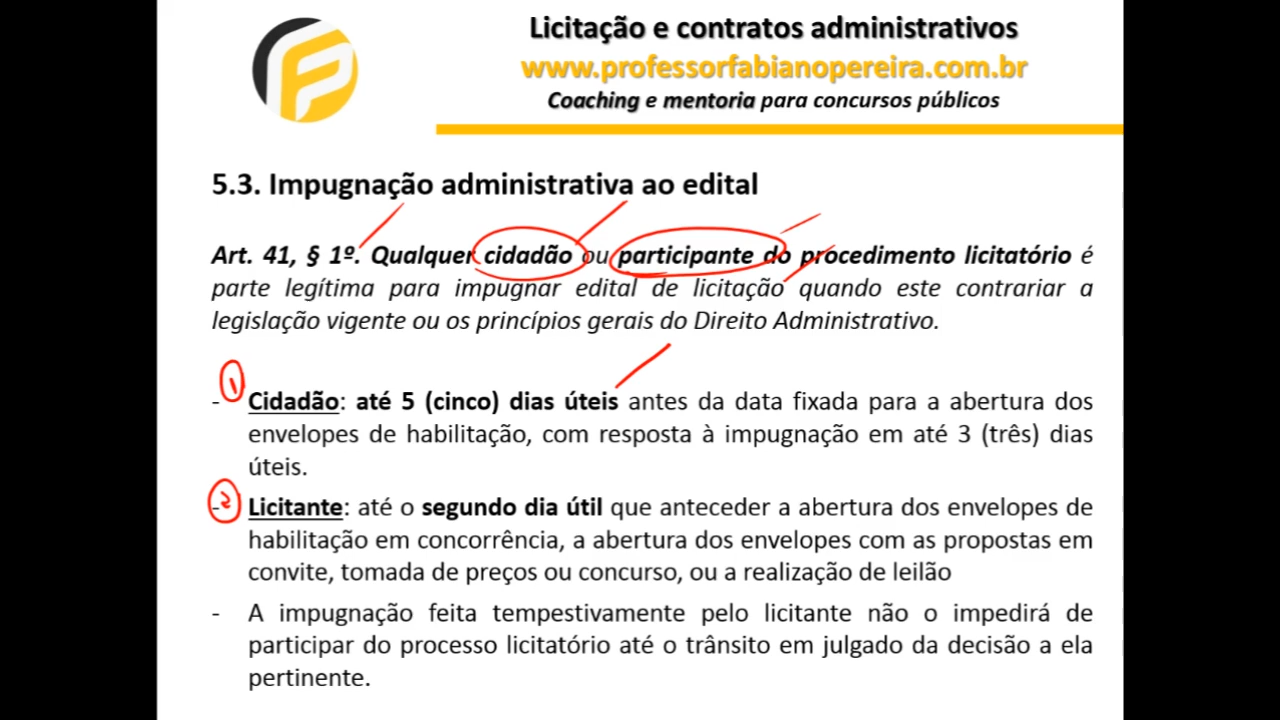 Licitação e contratos administrativos
www.professorfabianopereira.com.br
Coaching e mentoria para concursos públicos
5.3. Impugnação administrativa ao edital
Art. 41, § 1º. Qualquer cidadão ou participante do procedimento licitatório é
parte legítima para impugnar edital de licitação quando este contrariar a
legislação vigente ou os princípios gerais do Direito Administrativo.
1
- Cidadão: até 5 (cinco) dias úteis antes da data fixada para a abertura dos
envelopes de habilitação, com resposta à impugnação em até 3 (três) dias
úteis.
2
- Licitante: até o segundo dia útil que anteceder a abertura dos envelopes de
habilitação em concorrência, a abertura dos envelopes com as propostas em
convite, tomada de preços ou concurso, ou a realização de leilão
- A impugnação feita tempestivamente pelo licitante não o impedirá de
participar do processo licitatório até o trânsito em julgado da decisão a ela
pertinente.